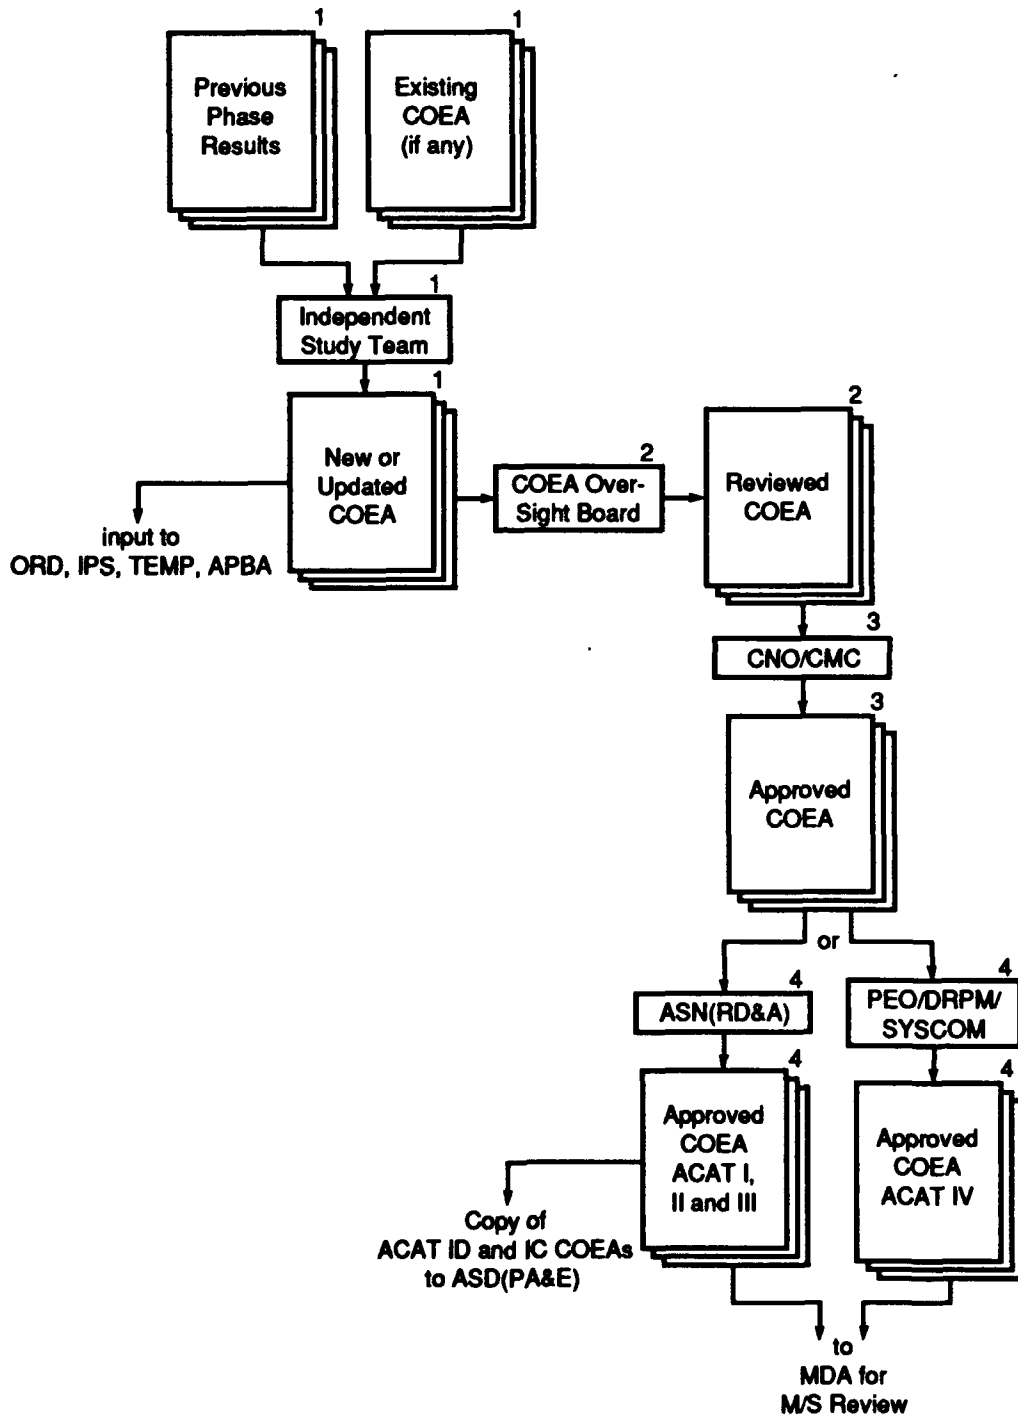 1
1
Previous
Phase
Results
Existing
COEA
(if any)
1
Independent
Study Team
1
New or
Updated
COEA
input to
ORD, IPS, TEMP, APBA
2
COEA Over-
Sight Board
2
Reviewed
COEA
3
CNO/CMC
3
Approved
COEA
or
4
ASN(RD&A)
4
PEO/DRPM/
SYSCOM
4
Approved
COEA
ACAT I,
II and III
4
Approved
COEA
ACAT IV
Copy of
ACAT ID and IC COEAs
to ASD(PA&E)
to
MDA for
M/S Review